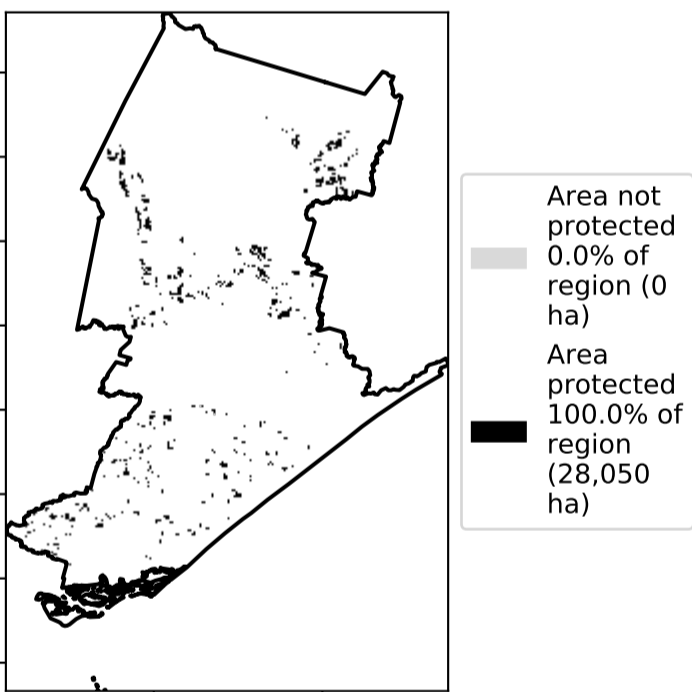 Area not
protected
0.0% of
region (0
ha)
Area
protected
100.0% of
region
(28,050
ha)